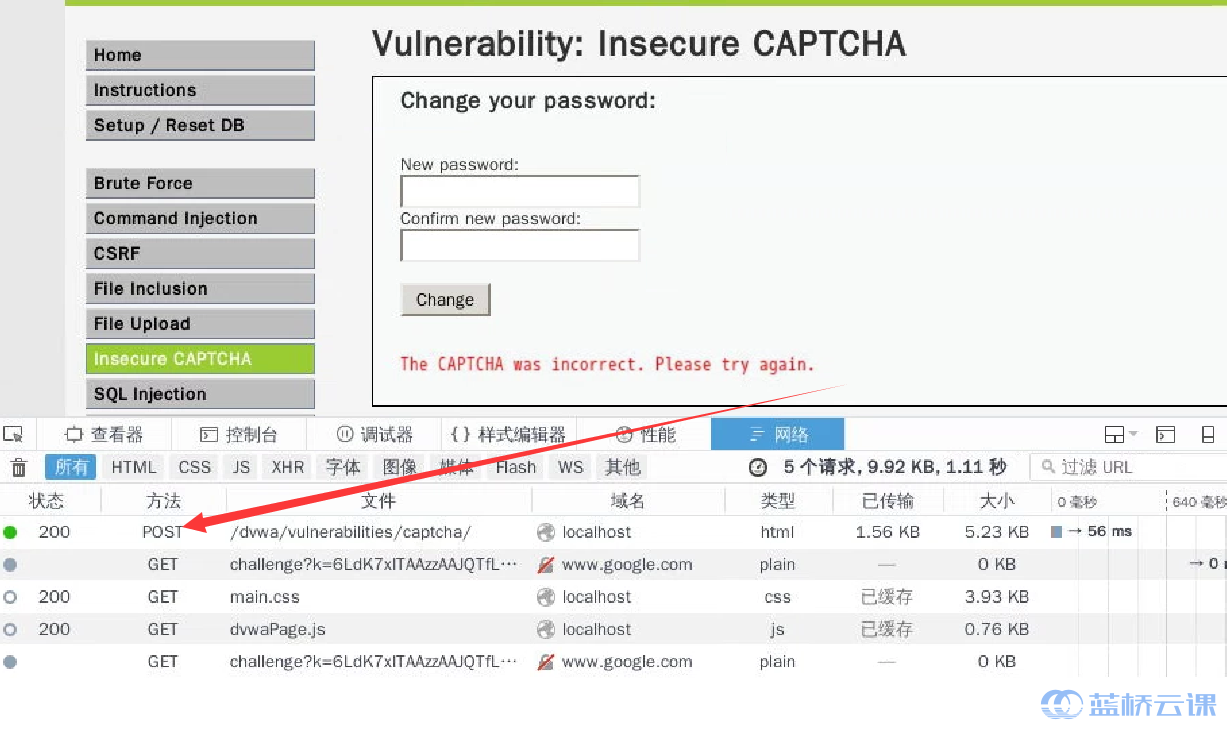 Vulnerability: Insecure CAPTCHA
Home
Instructions
Setup / Reset DB
Brute Force
Command Injection
CSRF
File Inclusion
File Upload
Insecure CAPTCHA
SQL Injection
Change your password:
New password:
Confirm new password:
Change
The CAPTCHA was incorrect. Please try again.
查看器 控制台 调试器 { } 样式编辑器 性能 网络
所有 HTML CSS JS XHR 字体 图像 媒体 Flash WS 其他 5 个请求, 9.92 KB, 1.11 秒 过滤 URL
状态 方法 文件 域名 类型 已传输 大小 0 毫秒 640 毫秒
200 POST /dvwa/vulnerabilities/captcha/ localhost html 1.56 KB 5.23 KB → 56 ms
GET challenge?k=6LdK7xITAAzzAAJQTfL··· www.google.com plain — 0 KB → 0
200 GET main.css localhost css 已缓存 3.93 KB
200 GET dvwaPage.js localhost js 已缓存 0.76 KB
GET challenge?k=6LdK7xITAAzzAAJQTfL··· www.google.com plain — 0 KB
蓝桥云课